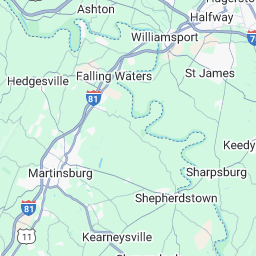 Ashton
Halfway
Williamsport
St James
Hedgesville
Falling Waters
81
Martinsburg
Sharpsburg
Shepherdstown
81
11
Kearneysville